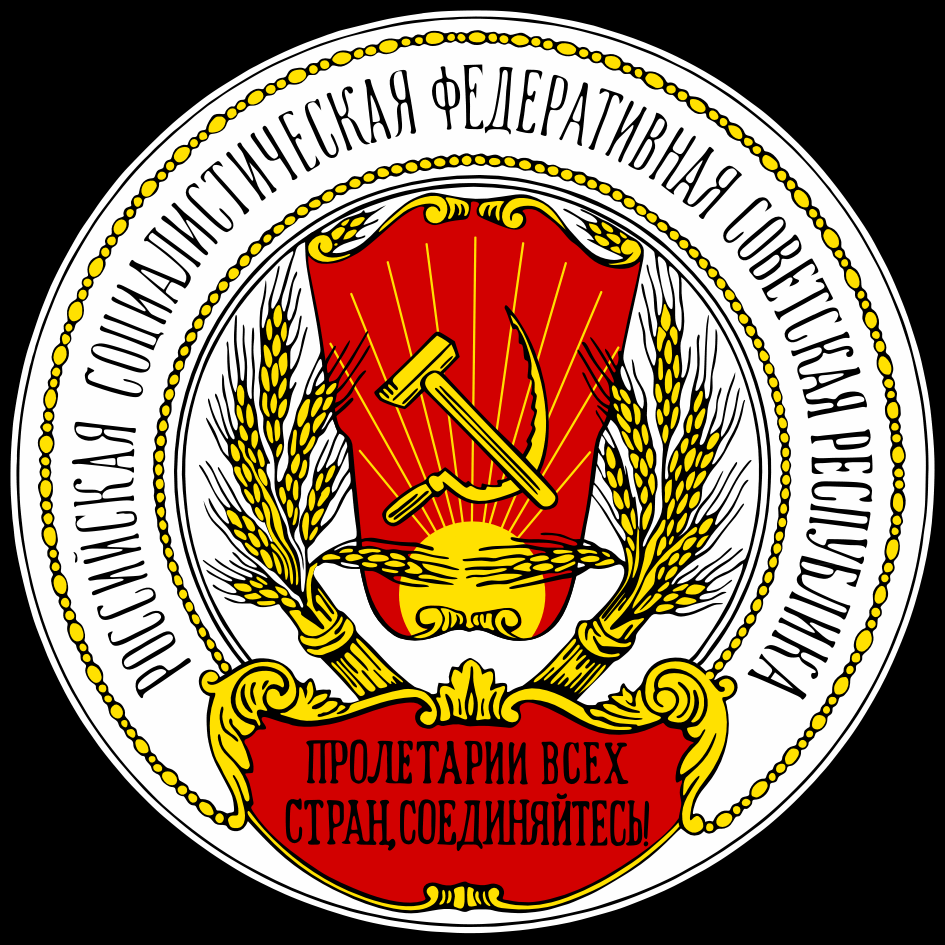 РОССИЙСКАЯ СОЦИАЛИСТИЧЕСКАЯ ФЕДЕРАТИВНАЯ СОВЕТСКАЯ РЕСПУБЛИКА
ПРОЛЕТАРИИ ВСЕХ
СТРАН, СОЕДИНЯЙТЕСЬ!